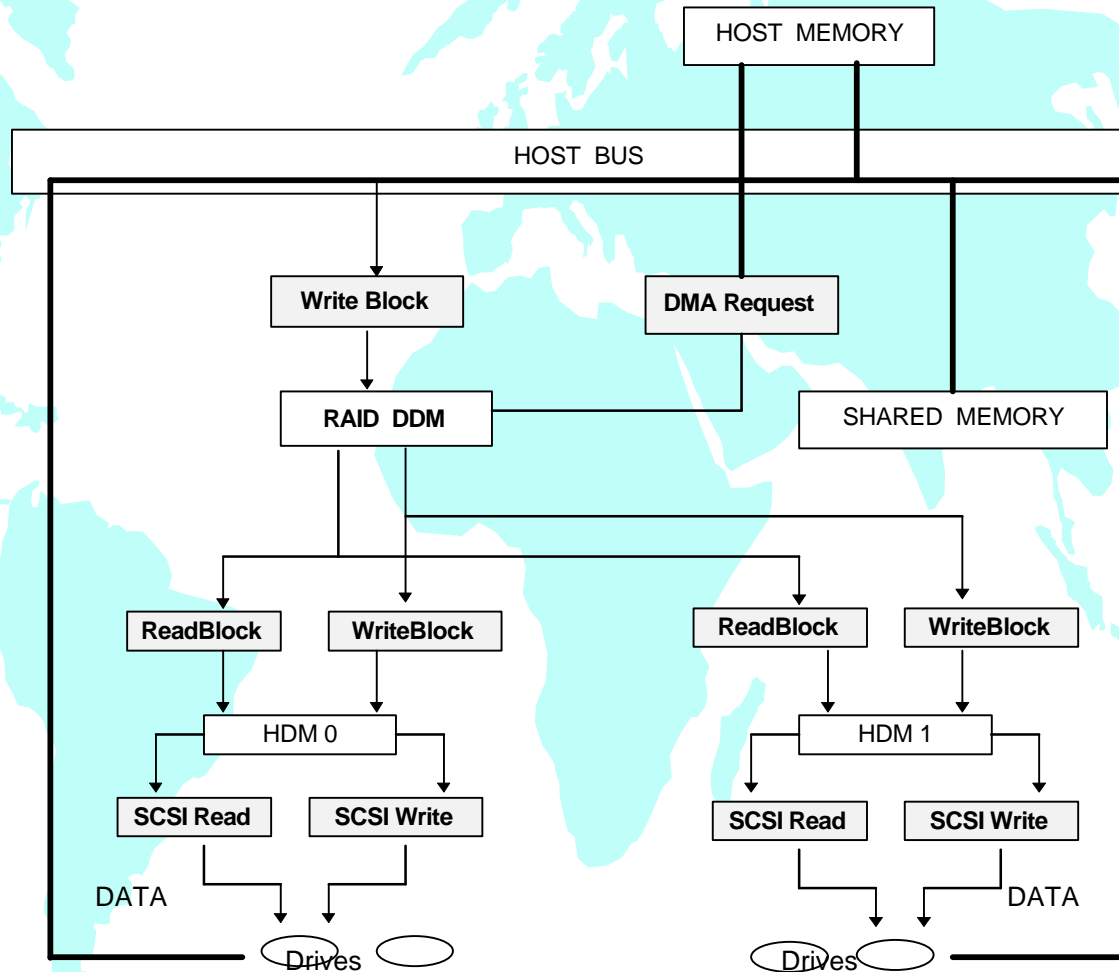 HOST MEMORY
HOST BUS
Write Block
DMA Request
RAID DDM
SHARED MEMORY
ReadBlock
WriteBlock
ReadBlock
WriteBlock
HDM 0
HDM 1
SCSI Read
SCSI Write
SCSI Read
SCSI Write
DATA
DATA
Drives
Drives